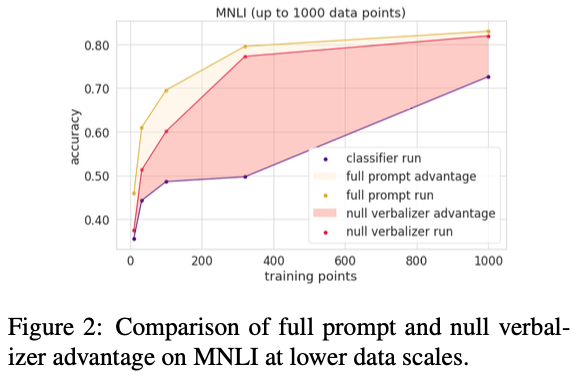 MNLI (up to 1000 data points)
0.80
0.70
0.60
0.50
0.40
accuracy
classifier run
full prompt advantage
full prompt run
null verbalizer advantage
null verbalizer run
0 200 400 600 800 1000
training points
Figure 2: Comparison of full prompt and null verbal-
izer advantage on MNLI at lower data scales.